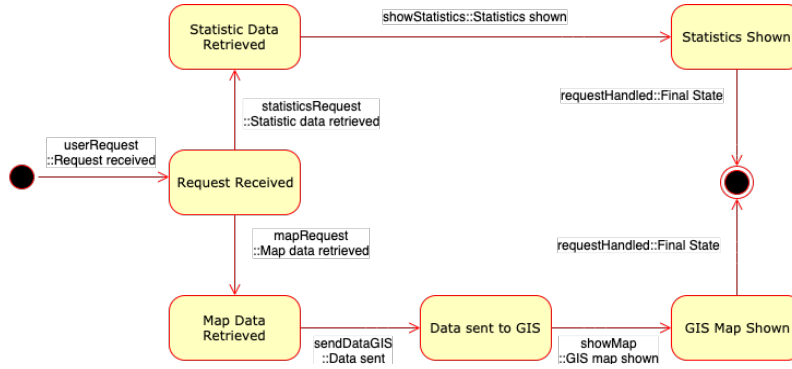 Statistic Data
Retrieved
showStatistics::Statistics shown
Statistics Shown
statisticsRequest
::Statistic data retrieved
requestHandled::Final State
userRequest
::Request received
Request Received
mapRequest
::Map data retrieved
requestHandled::Final State
Map Data
Retrieved
sendDataGIS
::Data sent
Data sent to GIS
showMap
::GIS map shown
GIS Map Shown